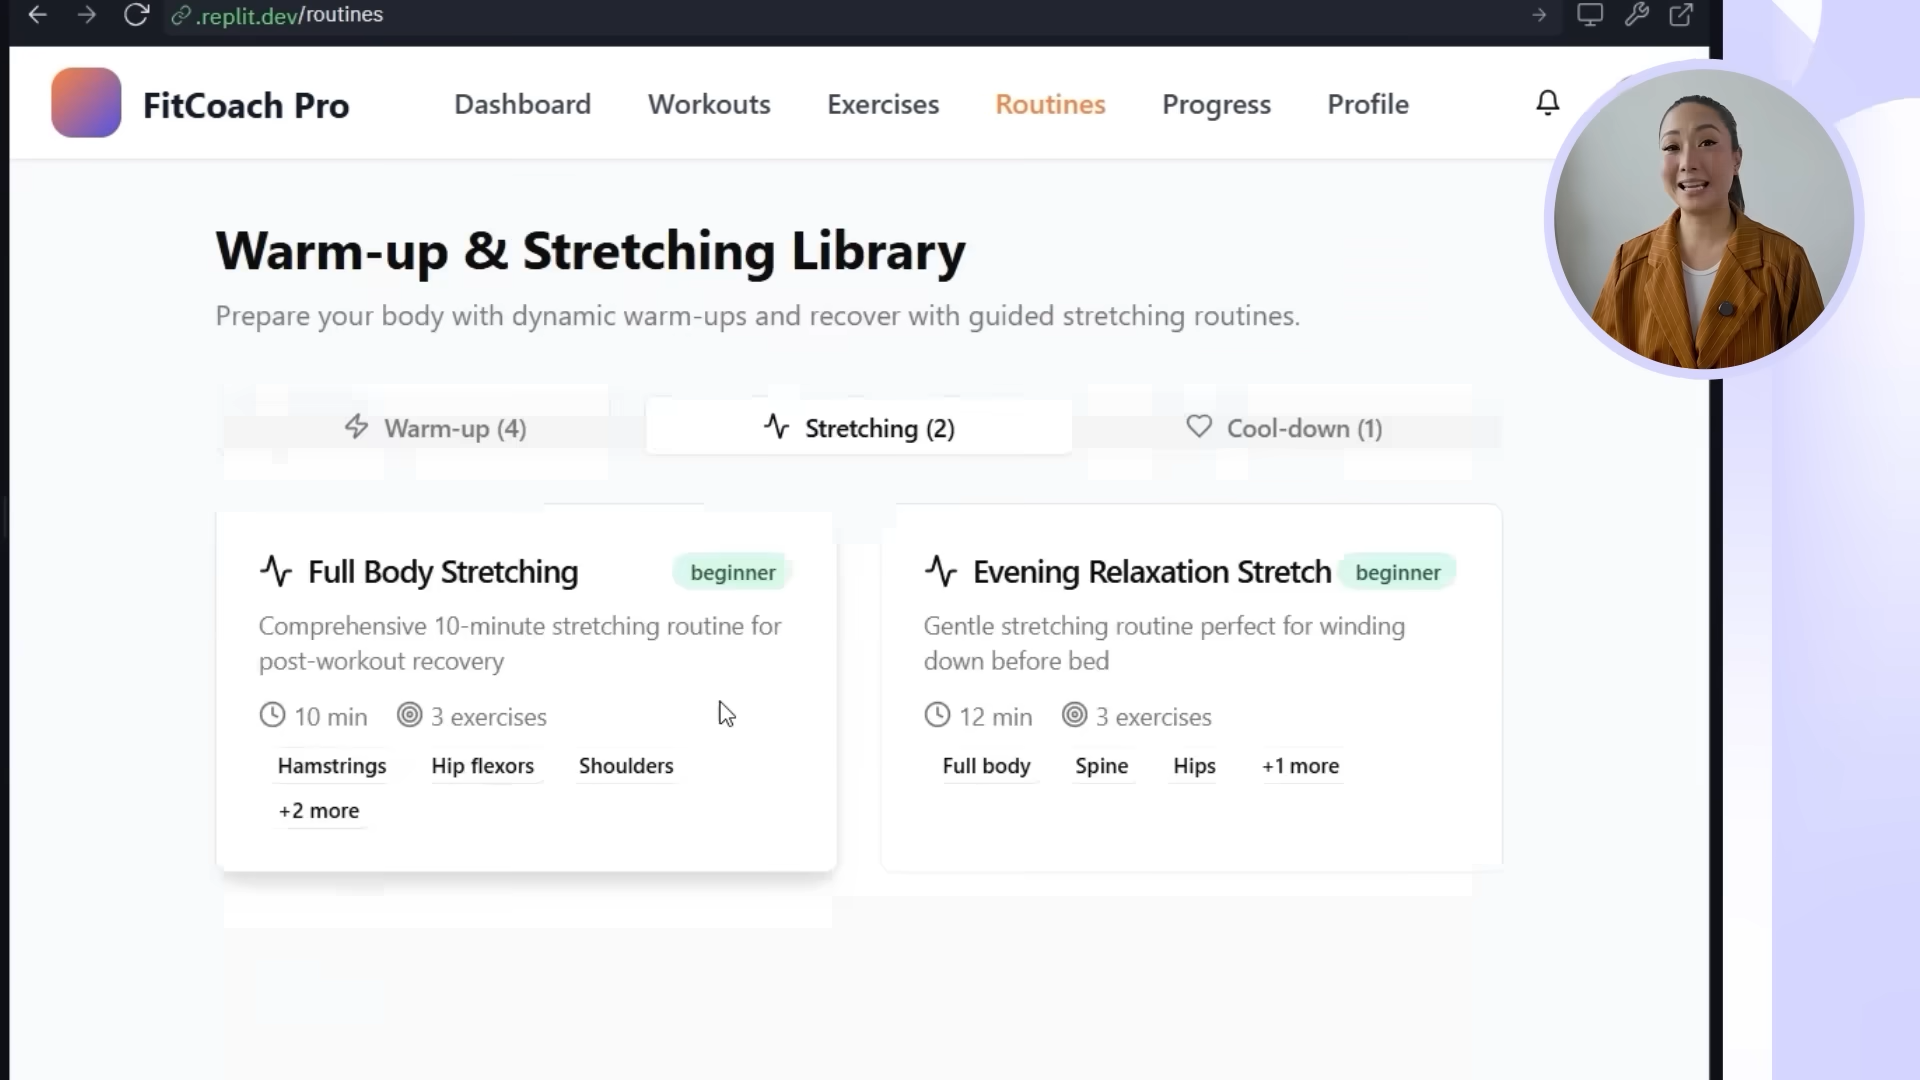 .replit.dev/routines
FitCoach Pro
Dashboard
Workouts
Exercises
Routines
Progress
Profile
Warm-up & Stretching Library
Prepare your body with dynamic warm-ups and recover with guided stretching routines.
Warm-up (4)
Stretching (2)
Cool-down (1)
Full Body Stretching
beginner
Comprehensive 10-minute stretching routine for
post-workout recovery
10 min
3 exercises
Hamstrings
Hip flexors
Shoulders
+2 more
Evening Relaxation Stretch
beginner
Gentle stretching routine perfect for winding
down before bed
12 min
3 exercises
Full body
Spine
Hips
+1 more